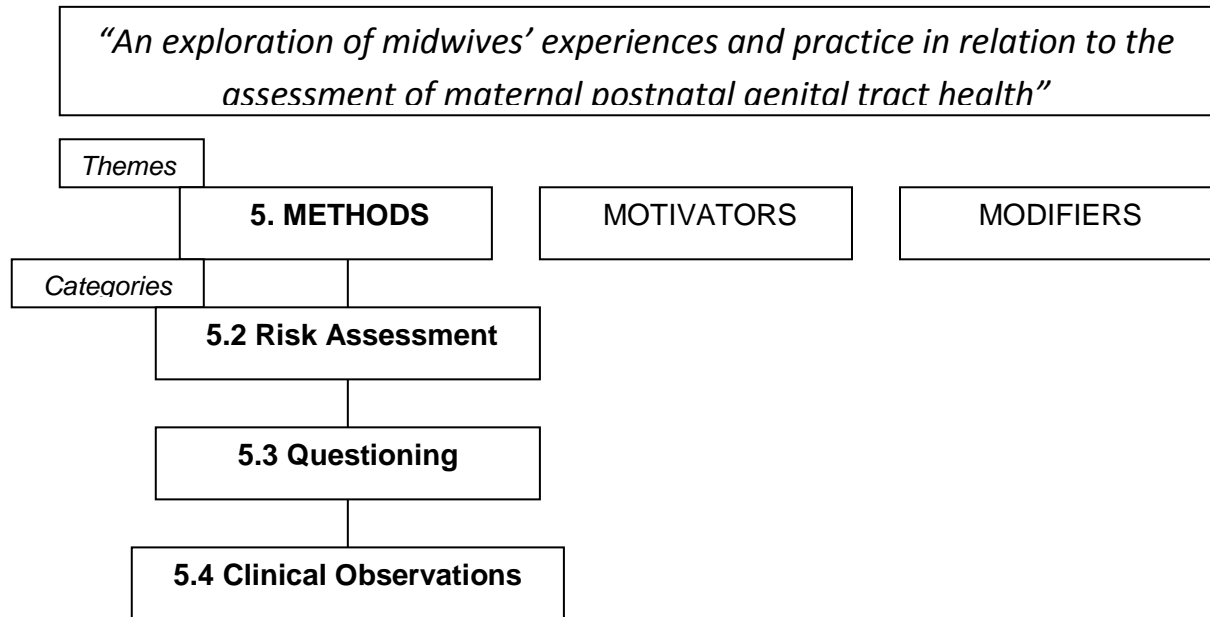 “An exploration of midwives’ experiences and practice in relation to the
assessment of maternal postnatal genital tract health”
Themes
5. METHODS
MOTIVATORS
MODIFIERS
Categories
5.2 Risk Assessment
5.3 Questioning
5.4 Clinical Observations